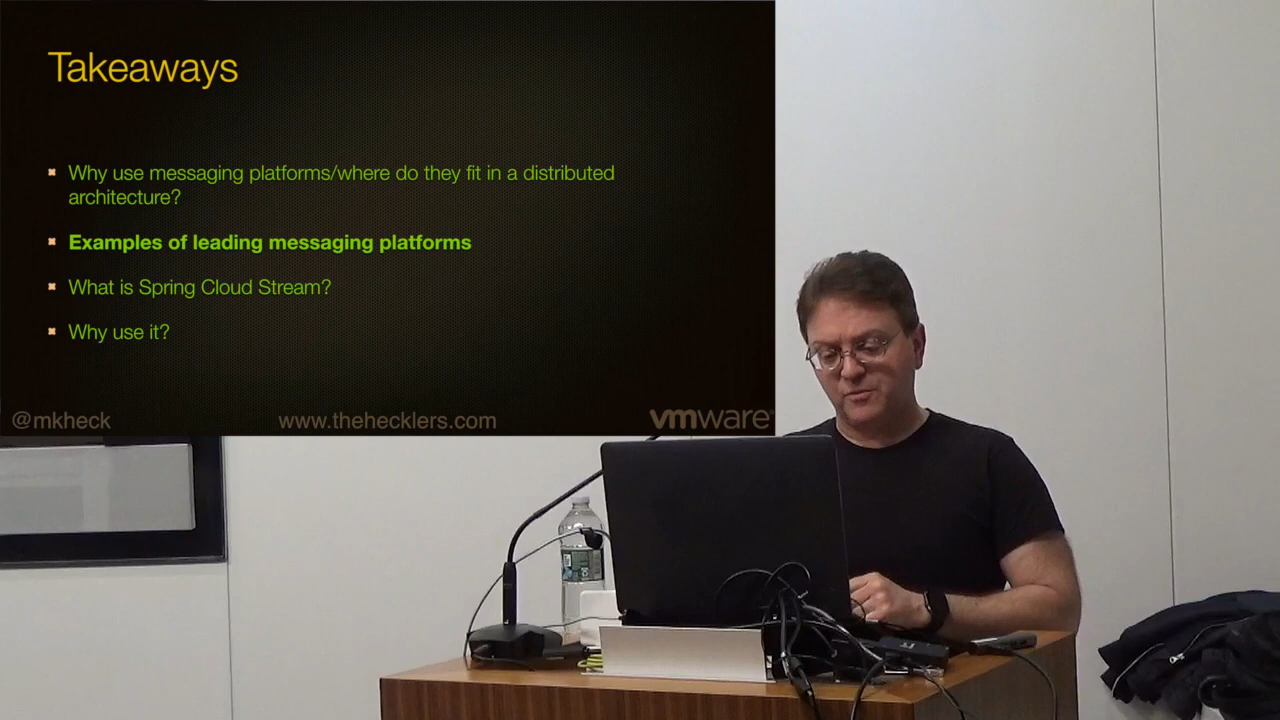 Takeaways
Why use messaging platforms/where do they fit in a distributed
architecture?
Examples of leading messaging platforms
What is Spring Cloud Stream?
Why use it?
@mkheck
www.thehecklers.com
vmware